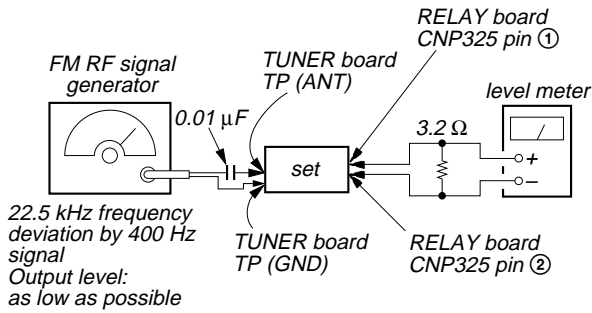 RELAY board
CNP325 pin ①
FM RF signal
generator
TUNER board
TP (ANT)
level meter
0.01 μF
3.2 Ω
set
+
–
22.5 kHz frequency
deviation by 400 Hz
signal
Output level:
as low as possible
TUNER board
TP (GND)
RELAY board
CNP325 pin ②